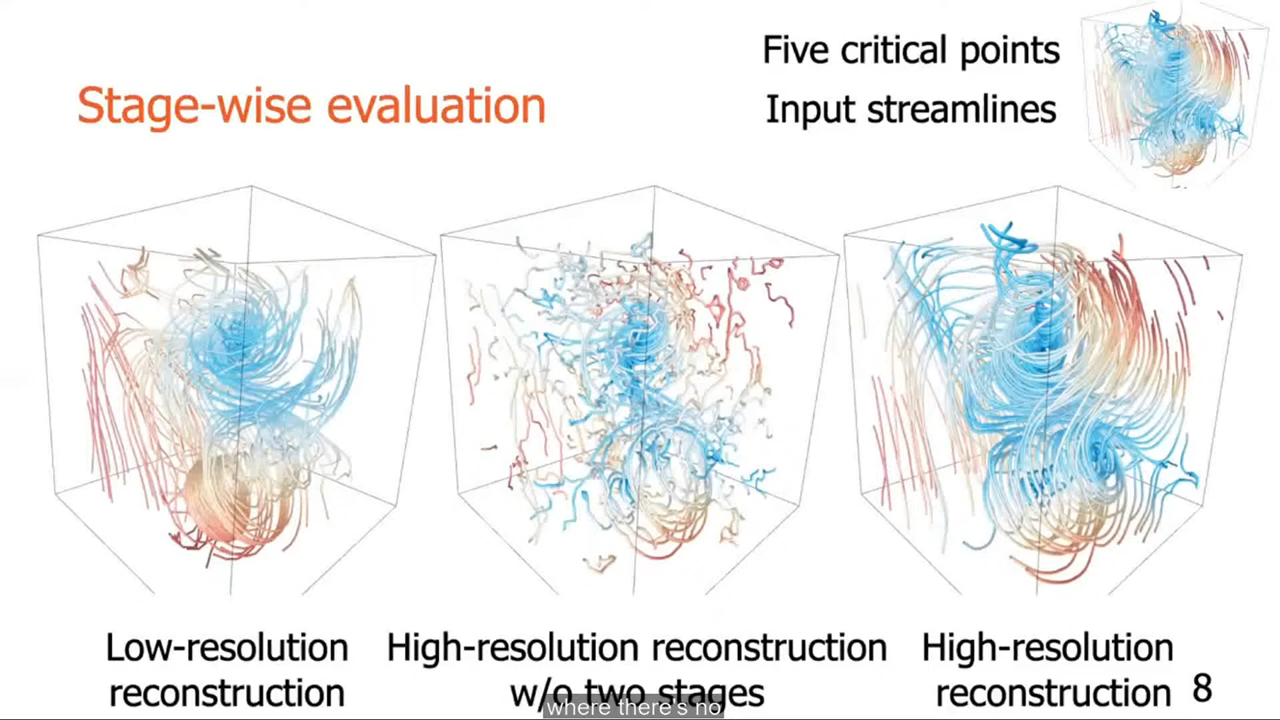 Five critical points
Stage-wise evaluation
Input streamlines
Low-resolution
reconstruction
High-resolution reconstruction
w/o two stages
High-resolution
reconstruction
8
where there's no